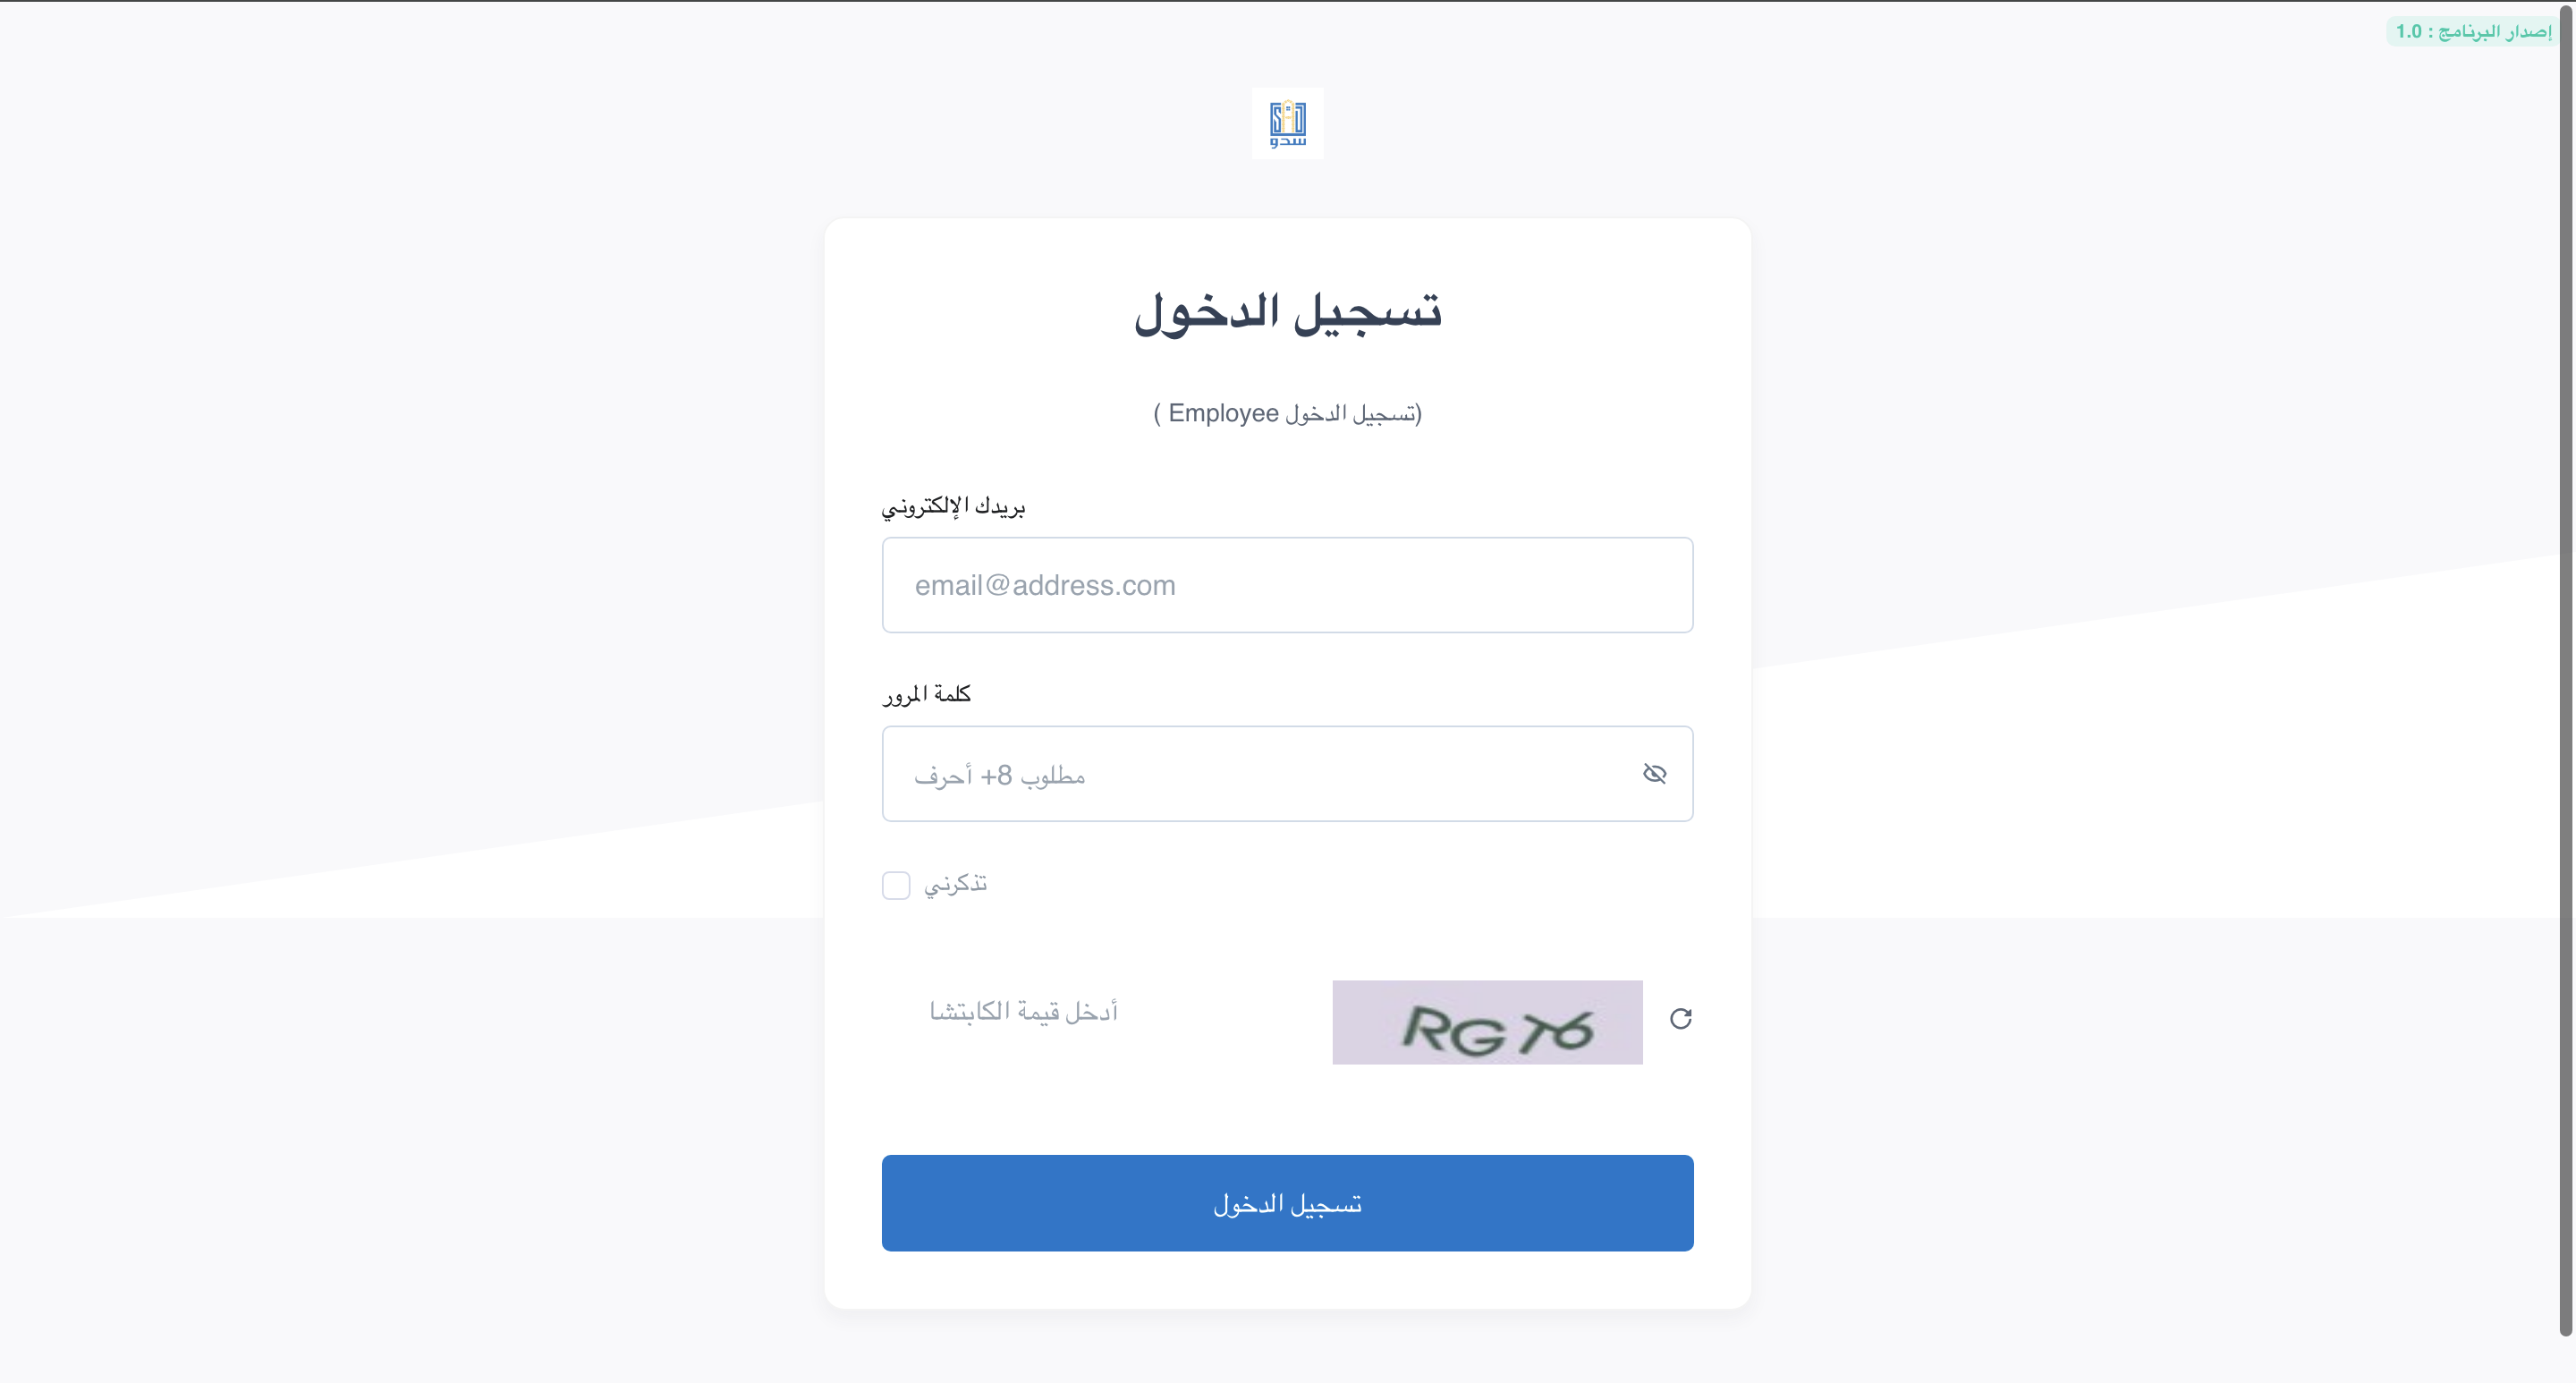 إصدار البرنامج : 1.0
سدو
تسجيل الدخول
(تسجيل الدخول Employee )
بريدك الإلكتروني
email@address.com
كلمة المرور
مطلوب 8+ أحرف
تذكرني
أدخل قيمة الكابتشا
RGT6
تسجيل الدخول